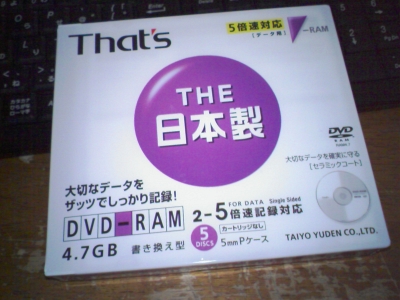 That's
5倍速対応
[データ用]
-RAM
THE
日本製
DVD
RAM
大切なデータを確実に守る
[セラミックコート]
大切なデータを
ザッツでしっかり記録!
DVD-RAM
4.7GB 書き換え型
FOR DATA Single Sided
2-5倍速記録対応
5
DISCS
カートリッジなし
5mmPケース
TAIYO YUDEN CO.,LTD.